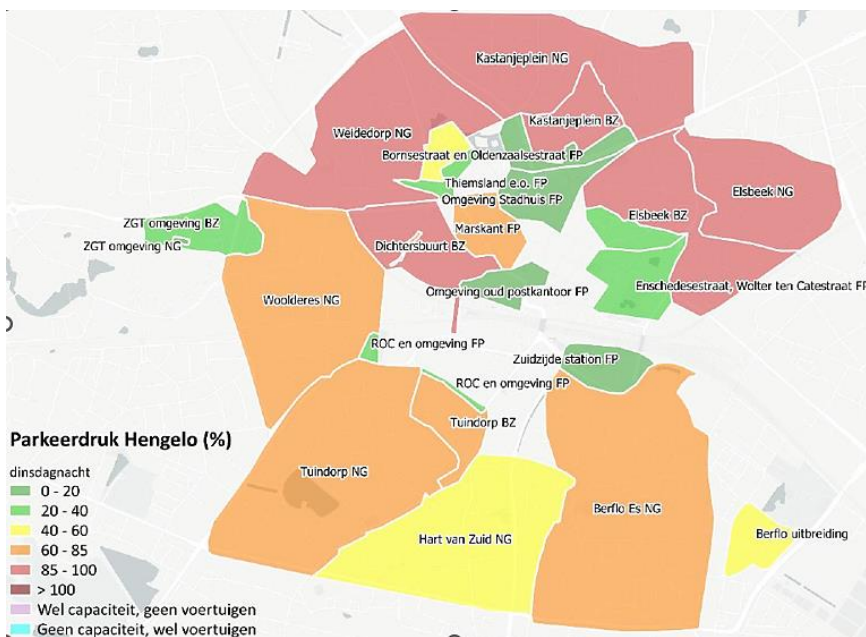 Kastanjeplein NG
Kastanjeplein BZ
Weidedorp NG
Bornsestraat en Oldenzaalsestraat FP
Thiemsland e.o. FP
Omgeving Stadhuis FP
Elsbeek NG
Elsbeek BZ
ZGT omgeving BZ
ZGT omgeving NG
Marskant FP
Dichtersbuurt BZ
Enschedesestraat, Wolter ten Catestraat FP
Omgeving oud postkantoor FP
Woolderes NG
ROC en omgeving FP
Zuidzijde station FP
ROC en omgeving FP
Tuindorp BZ
Tuindorp NG
Berflo Es NG
Berflo uitbreiding
Hart van Zuid NG
Parkeerdruk Hengelo (%)
dinsdagnacht
0 - 20
20 - 40
40 - 60
60 - 85
85 - 100
> 100
Wel capaciteit, geen voertuigen
Geen capaciteit, wel voertuigen